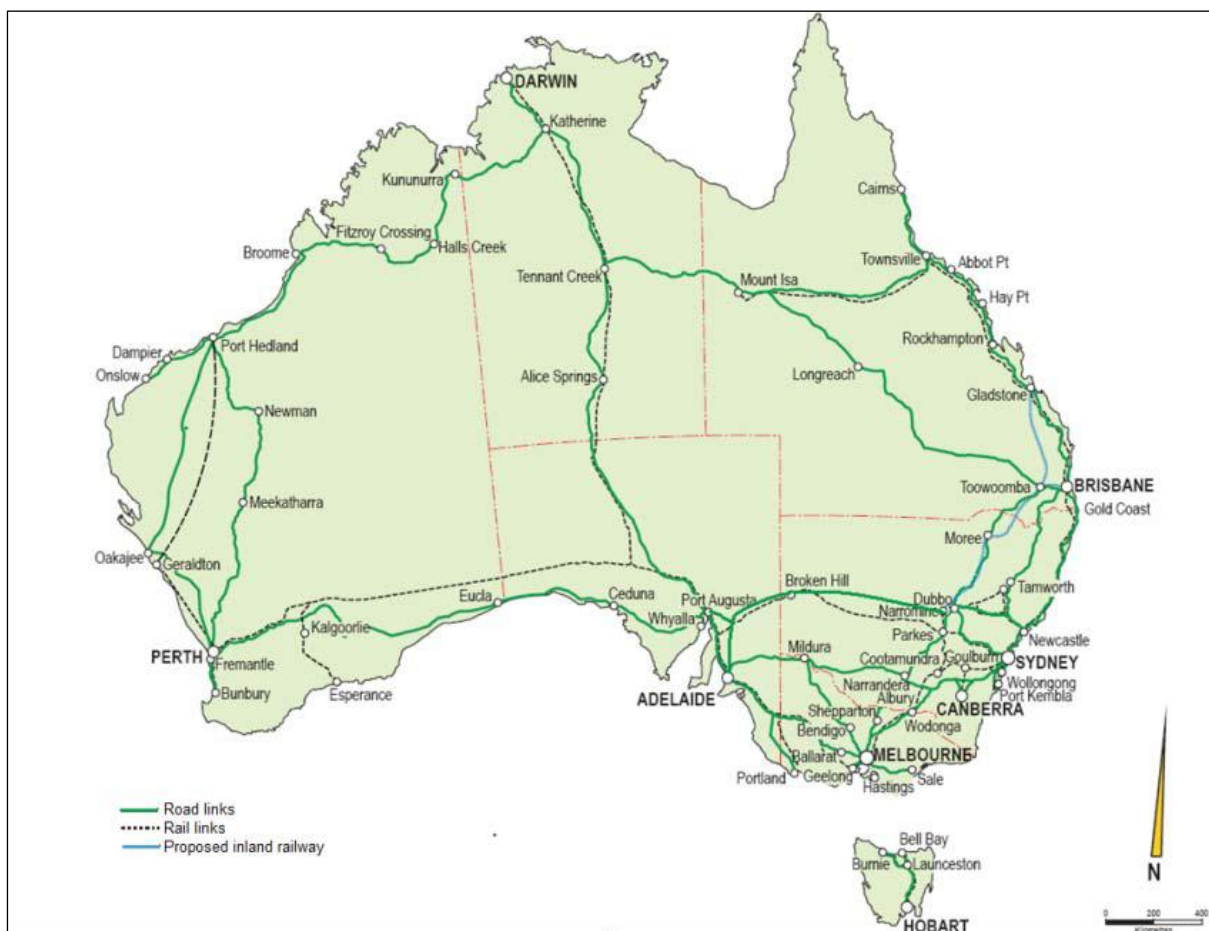 DARWIN
Katherine
Kununurra
Cairns
Fitzroy Crossing
Halls Creek
Broome
Townsville
Abbot Pt
Tennant Creek
Mount Isa
Hay Pt
Port Hedland
Rockhampton
Dampier
Onslow
Alice Springs
Longreach
Gladstone
Newman
Toowoomba
BRISBANE
Meekatharra
Gold Coast
Moree
Oakajee
Geraldton
Broken Hill
Tamworth
Eucla
Ceduna
Port Augusta
Dubbo
Narromine
Whyalla
Kalgoorlie
Parkes
Newcastle
PERTH
Fremantle
Mildura
Cootamundra
Goulburn
SYDNEY
Wollongong
Bunbury
Esperance
ADELAIDE
Narrandera
Port Kembla
Albury
CANBERRA
Shepparton
Wodonga
Bendigo
Ballarat
MELBOURNE
Portland
Geelong
Sale
Hastings
Road links
Rail links
Proposed inland railway
Bell Bay
Burnie
Launceston
HOBART
N
0 200 400
Kilometres